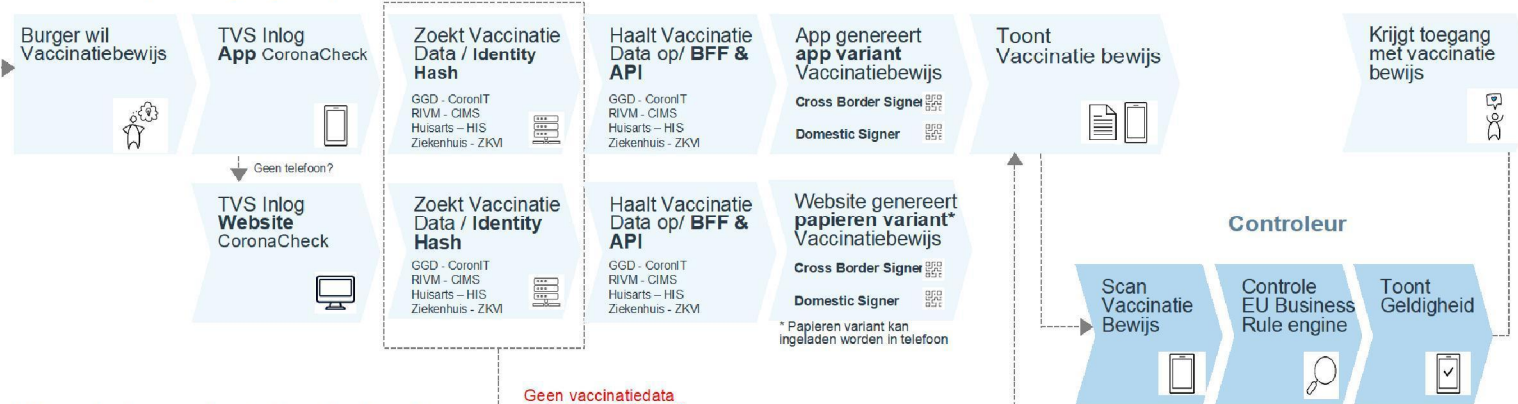 Burger wil
Vaccinatiebewijs
TVS Inlog
App CoronaCheck
Zoekt Vaccinatie
Data / Identity
Hash
GGD - CoronIT
RIVM - CIMS
Huisarts – HIS
Ziekenhuis - ZKVI
Haalt Vaccinatie
Data op/ BFF &
API
GGD - CoronIT
RIVM - CIMS
Huisarts – HIS
Ziekenhuis - ZKVI
App genereert
app variant
Vaccinatiebewijs
Cross Border Signer
Domestic Signer
Toont
Vaccinatie bewijs
Krijgt toegang
met vaccinatie
bewijs
Geen telefoon?
TVS Inlog
Website
CoronaCheck
Zoekt Vaccinatie
Data / Identity
Hash
GGD - CoronIT
RIVM - CIMS
Huisarts – HIS
Ziekenhuis - ZKVI
Haalt Vaccinatie
Data op/ BFF &
API
GGD - CoronIT
RIVM - CIMS
Huisarts – HIS
Ziekenhuis - ZKVI
Website genereert
papieren variant*
Vaccinatiebewijs
Cross Border Signer
Domestic Signer
* Papieren variant kan
ingeladen worden in telefoon
Controleur
Scan
Vaccinatie
Bewijs
Controle
EU Business
Rule engine
Toont
Geldigheid
Geen vaccinatiedata